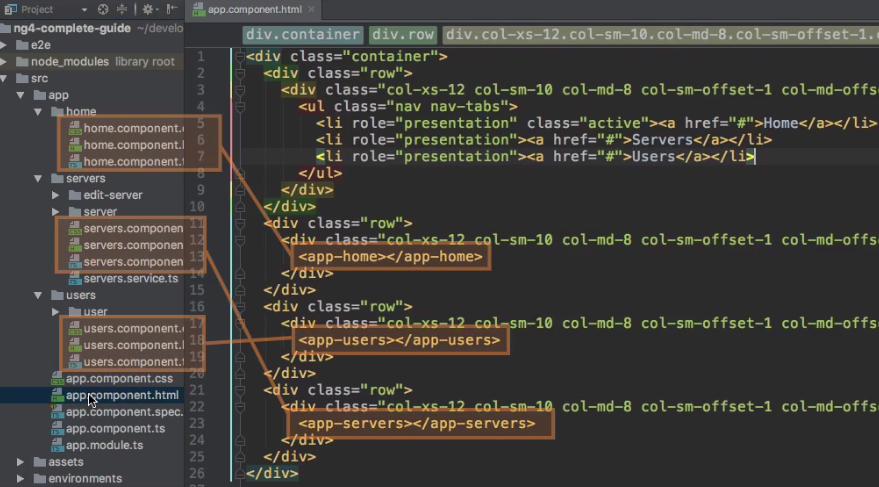 Project
app.component.html
ng4-complete-guide ~/develo
div.container div.row div.col-xs-12.col-sm-10.col-md-8.col-sm-offset-1.
e2e
node_modules library root
src
app
home
home.component.
home.component.
home.component.
servers
edit-server
server
servers.component
servers.component
servers.component
servers.service.ts
users
user
users.component.
users.component.
users.component.
app.component.css
app.component.html
app.component.spec.
app.component.ts
app.module.ts
assets
environments
1 <div class="container">
2 <div class="row">
3 <div class="col-xs-12 col-sm-10 col-md-8 col-sm-offset-1 col-md-offs
4 <ul class="nav nav-tabs">
5 <li role="presentation" class="active"><a href="#">Home</a></li>
6 <li role="presentation"><a href="#">Servers</a></li>
7 <li role="presentation"><a href="#">Users</a></li>
8 </ul>
9 </div>
10 </div>
11 <div class="row">
12 <div class="col-xs-12 col-sm-10 col-md-8 col-sm-offset-1 col-md-offs
13 <app-home></app-home>
14 </div>
15 </div>
16 <div class="row">
17 <div class="col-xs-12 col-sm-10 col-md-8 col-sm-offset-1 col-md-offs
18 <app-users></app-users>
19 </div>
20 </div>
21 <div class="row">
22 <div class="col-xs-12 col-sm-10 col-md-8 col-sm-offset-1 col-md-offs
23 <app-servers></app-servers>
24 </div>
25 </div>
26 </div>